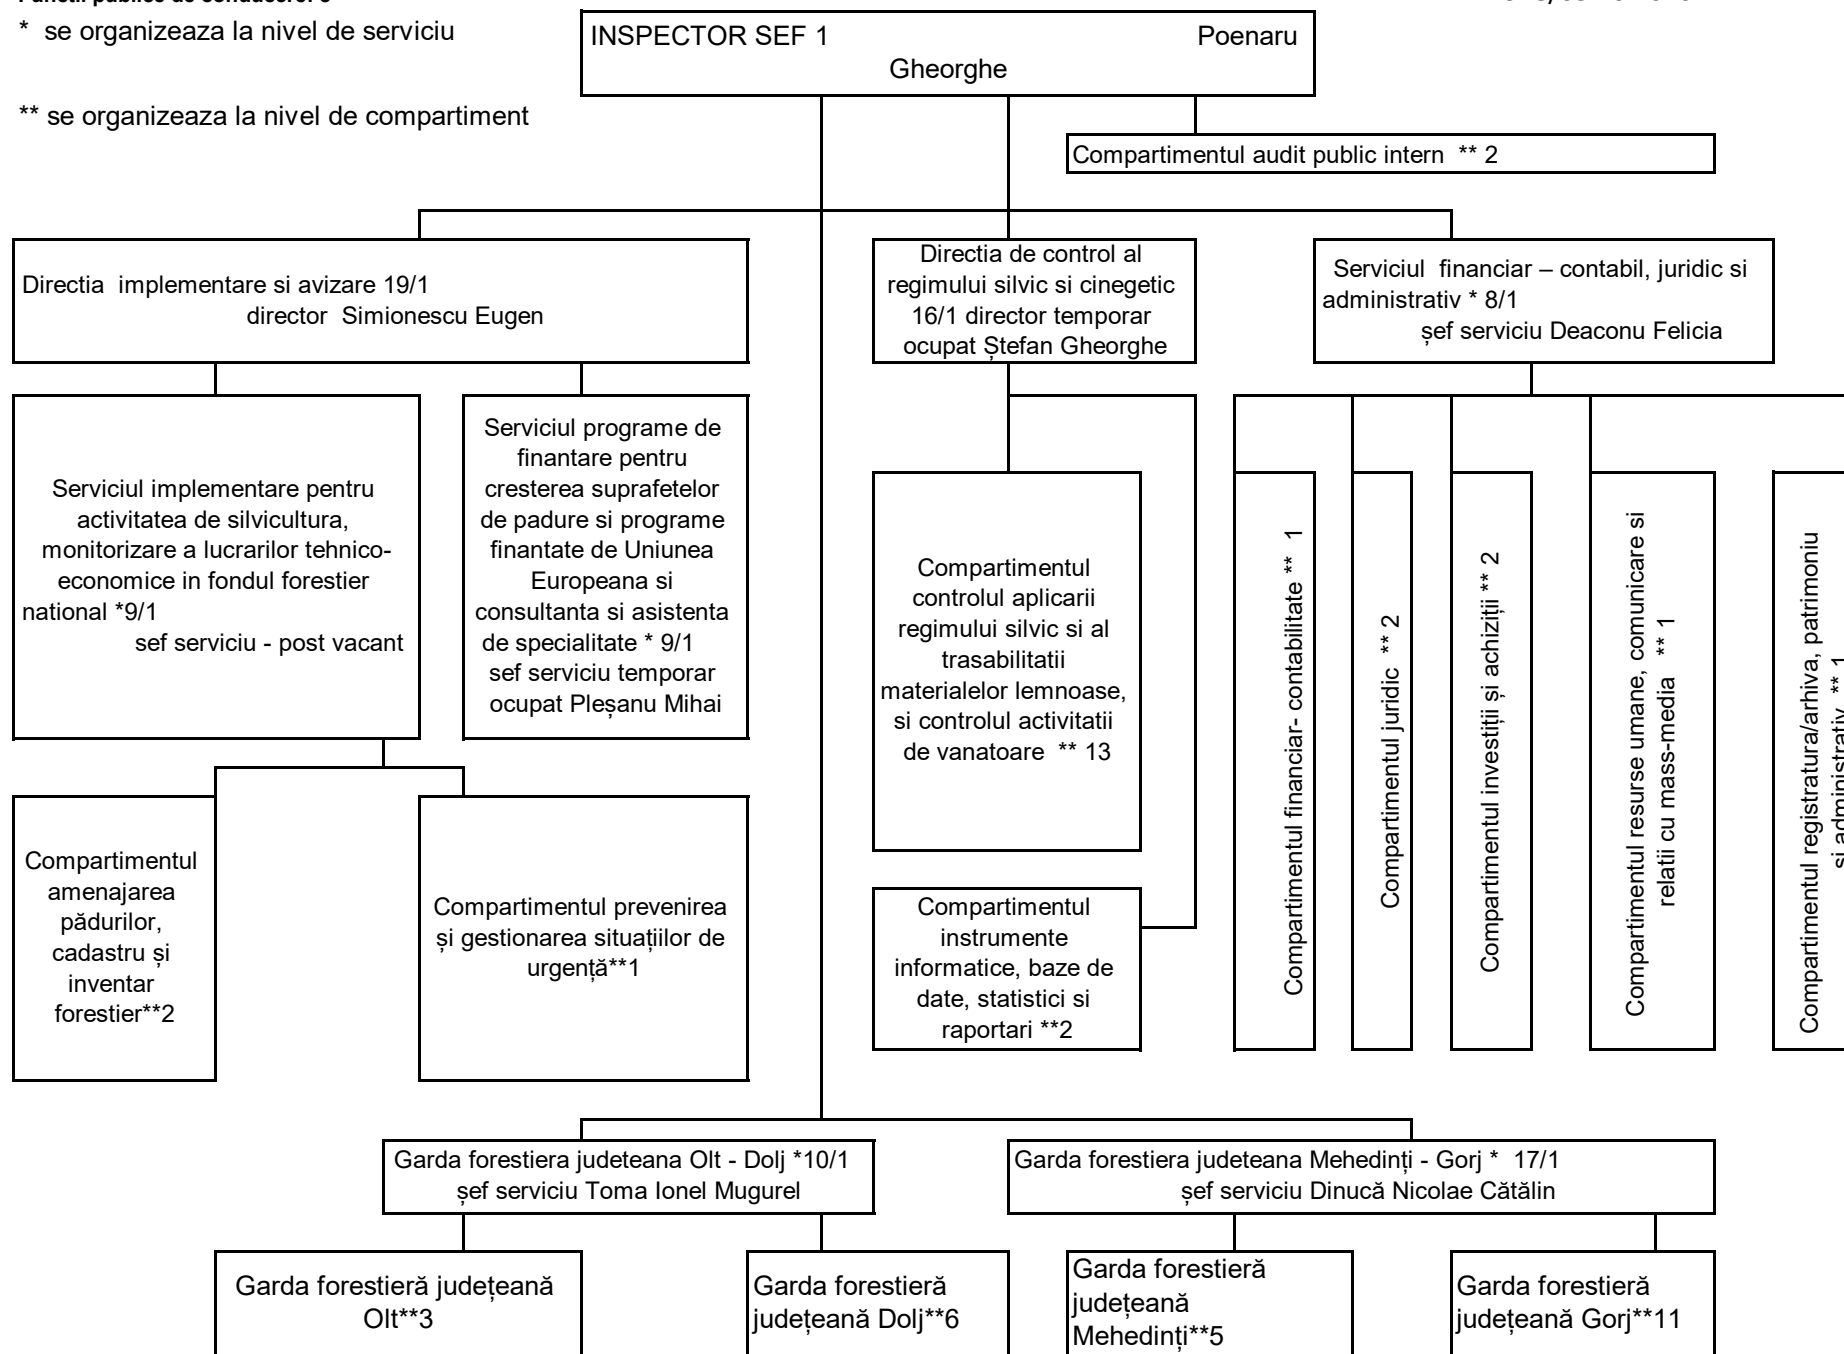 * se organizeaza la nivel de serviciu
INSPECTOR SEF 1 Poenaru
Gheorghe
** se organizeaza la nivel de compartiment
Compartimentul audit public intern ** 2
Directia implementare si avizare 19/1
director Simionescu Eugen
Directia de control al
regimului silvic si cinegetic
16/1 director temporar
ocupat Ștefan Gheorghe
Serviciul financiar – contabil, juridic si
administrativ * 8/1
șef serviciu Deaconu Felicia
Serviciul implementare pentru
activitatea de silvicultura,
monitorizare a lucrarilor tehnico-
economice in fondul forestier
national *9/1
sef serviciu - post vacant
Serviciul programe de
finantare pentru
cresterea suprafetelor
de padure si programe
finantate de Uniunea
Europeana si
consultanta si asistenta
de specialitate * 9/1
sef serviciu temporar
ocupat Pleșanu Mihai
Compartimentul
controlul aplicarii
regimului silvic si al
trasabilitatii
materialelor lemnoase,
si controlul activitatii
de vanatoare ** 13
Compartimentul financiar- contabilitate ** 1
Compartimentul juridic ** 2
Compartimentul investiții și achiziții ** 2
Compartimentul resurse umane, comunicare si
relatii cu mass-media ** 1
Compartimentul registratura/arhiva, patrimoniu
si administrativ ** 1
Compartimentul
amenajarea
pădurilor,
cadastru și
inventar
forestier**2
Compartimentul prevenirea
și gestionarea situațiilor de
urgență**1
Compartimentul
instrumente
informatice, baze de
date, statistici si
raportari **2
Garda forestiera judeteana Olt - Dolj *10/1
șef serviciu Toma Ionel Mugurel
Garda forestiera judeteana Mehedinți - Gorj * 17/1
șef serviciu Dinucă Nicolae Cătălin
Garda forestieră județeană
Olt**3
Garda forestieră
județeană Dolj**6
Garda forestieră
județeană
Mehedinți**5
Garda forestieră
județeană Gorj**11